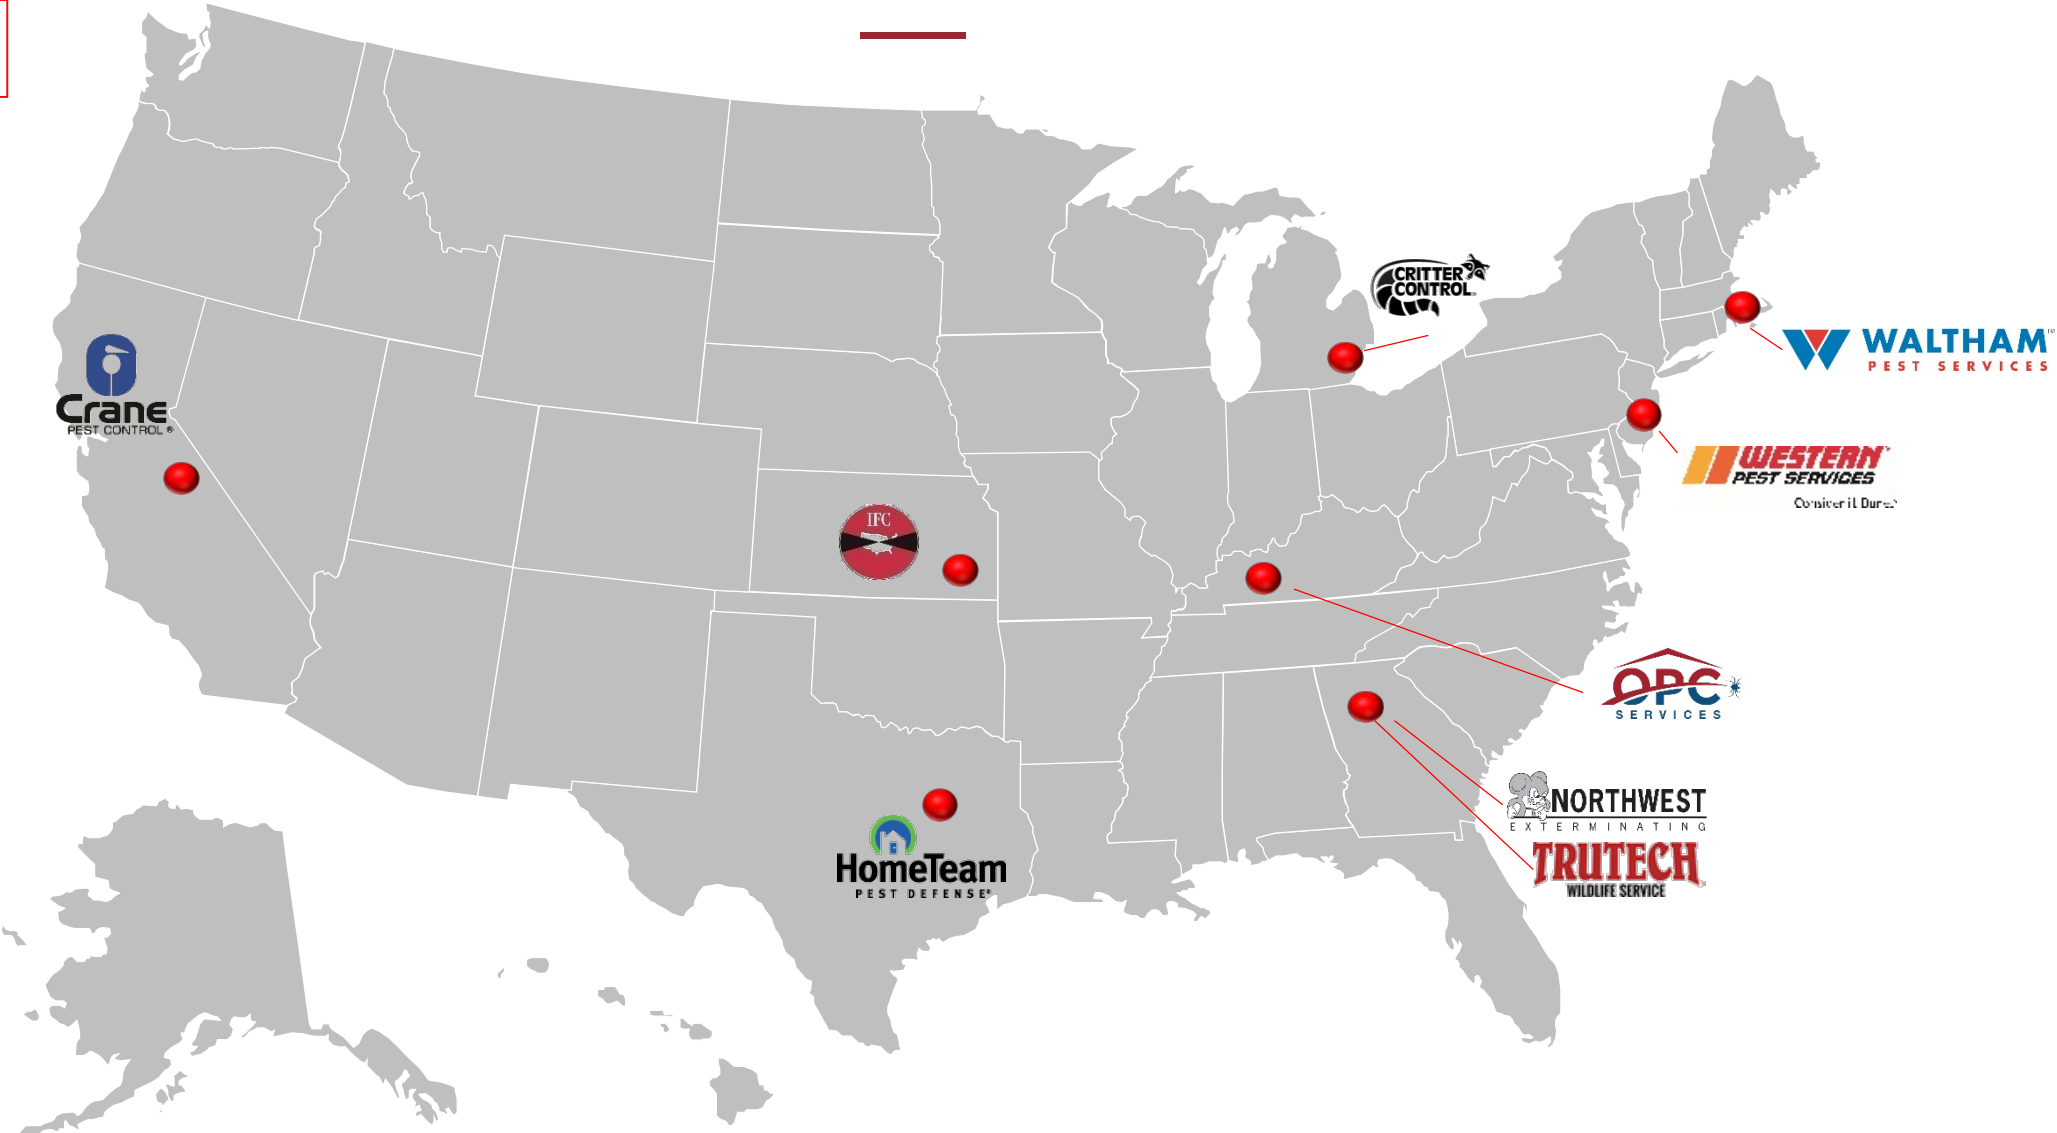 CRITTER
CONTROL
WALTHAM™
PEST SERVICES
Crane
PEST CONTROL®
WESTERN
PEST SERVICES
IFC
OPC
SERVICES
NORTHWEST
EXTERMINATING
HomeTeam
PEST DEFENSE®
TRUTECH
WILDLIFE SERVICE